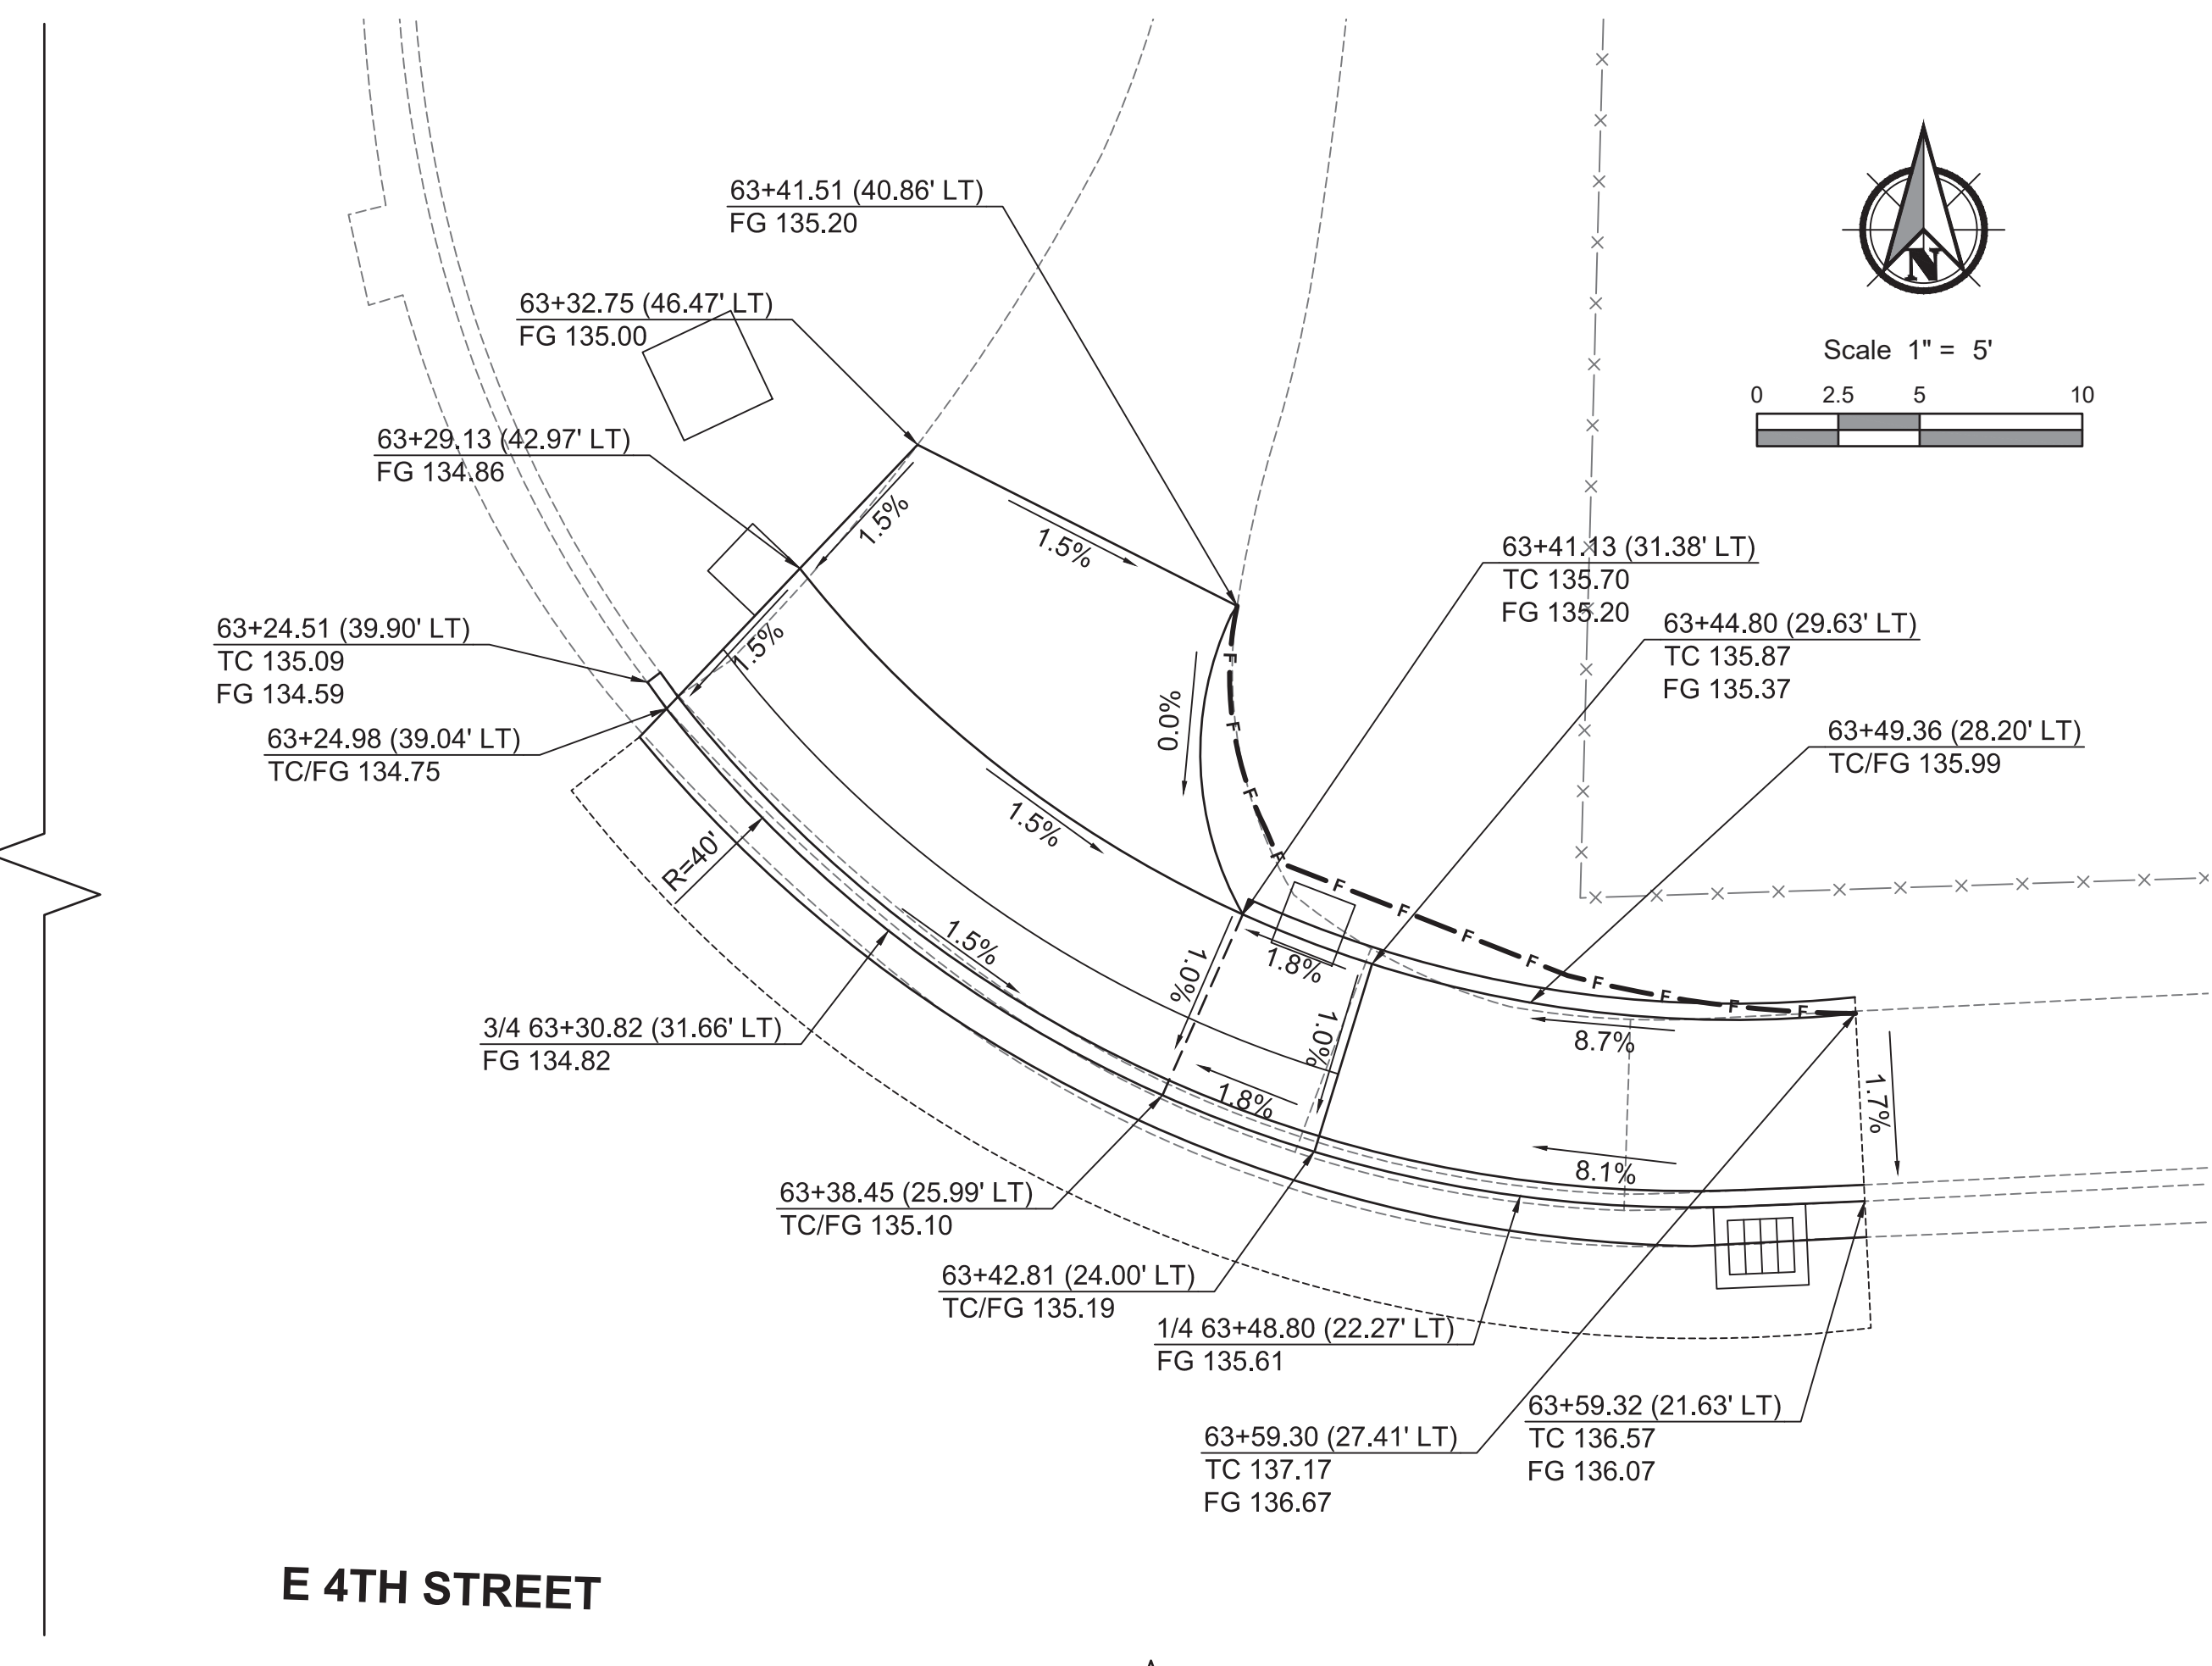 63+41.51 (40.86' LT)
FG 135.20
N
63+32.75 (46.47' LT)
FG 135.00
Scale 1" = 5'
0 2.5 5 10
63+29.13 (42.97' LT)
FG 134.86
1.5%
1.5%
63+41.13 (31.38' LT)
TC 135.70
FG 135.20
63+24.51 (39.90' LT)
TC 135.09
FG 134.59
1.5%
63+44.80 (29.63' LT)
TC 135.87
FG 135.37
F
F
F
F
0.0%
63+24.98 (39.04' LT)
TC/FG 134.75
63+49.36 (28.20' LT)
TC/FG 135.99
1.5%
R=40'
F
F
F
F
F
F
F
F
1.5%
1.0%
1.8%
1.0%
3/4 63+30.82 (31.66' LT)
FG 134.82
8.7%
1.8%
1.7%
8.1%
63+38.45 (25.99' LT)
TC/FG 135.10
63+42.81 (24.00' LT)
TC/FG 135.19
1/4 63+48.80 (22.27' LT)
FG 135.61
63+59.32 (21.63' LT)
TC 136.57
FG 136.07
63+59.30 (27.41' LT)
TC 137.17
FG 136.67
E 4TH STREET